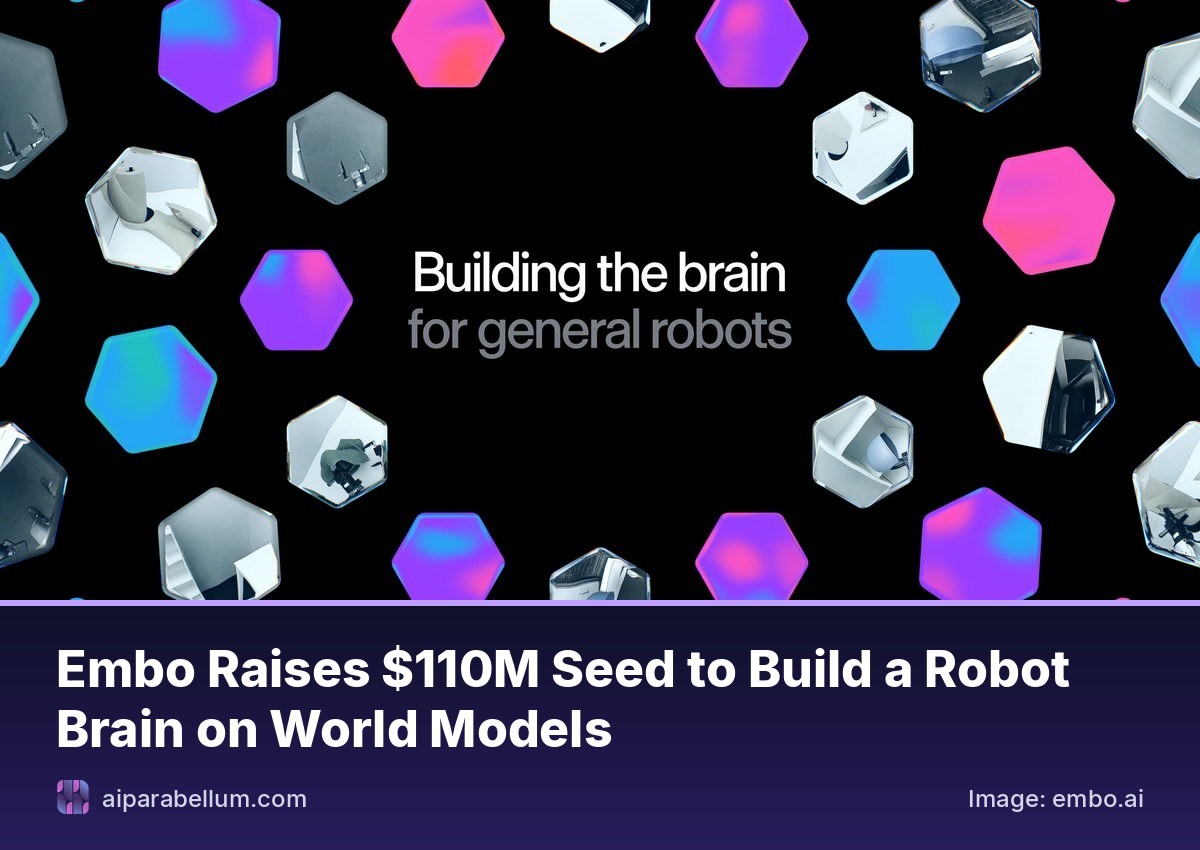 Building the brain
for general robots
Embo Raises $110M Seed to Build a Robot
Brain on World Models
aiparabellum.com
Image: embo.ai